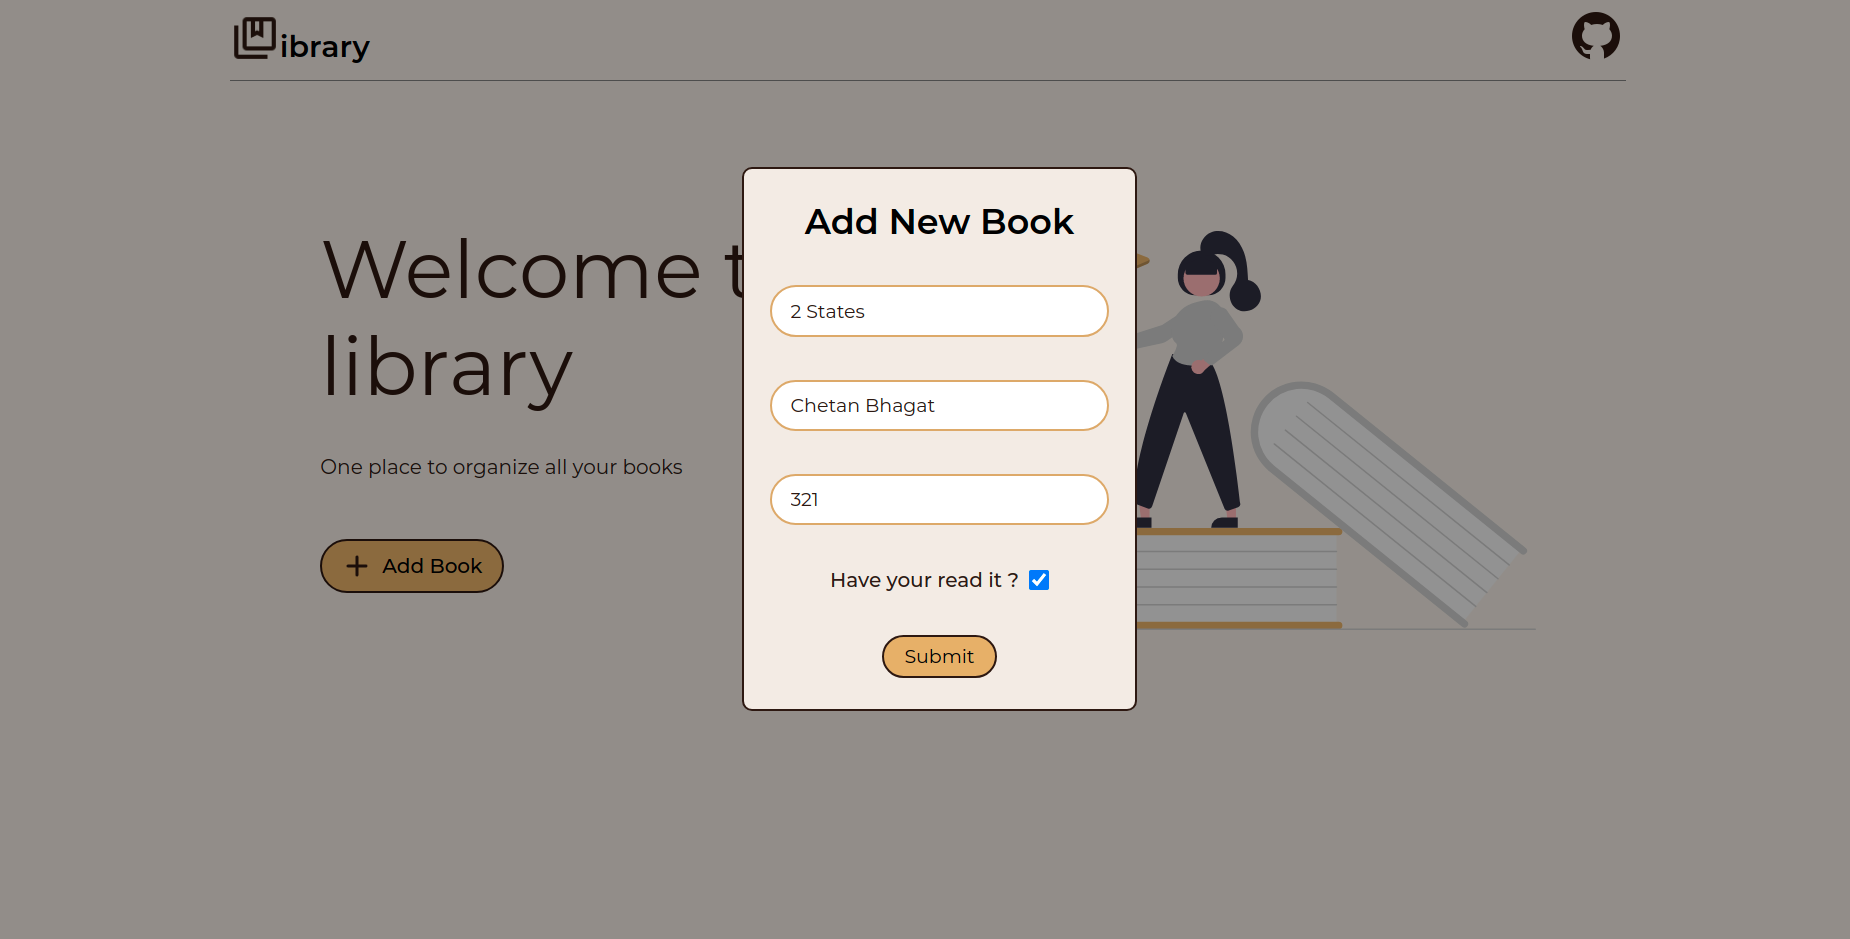 ibrary
Welcome t
library
One place to organize all your books
Add Book
Add New Book
2 States
Chetan Bhagat
321
Have your read it ?
Submit